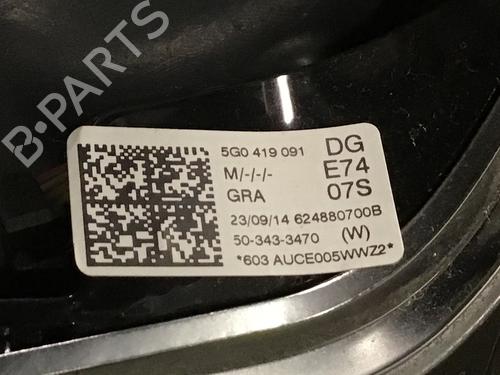 B-PARTS
5G0 419 091 DG
M/-/-/- E74
GRA 07S
23/09/14 624880700B
50-343-3470 (W)
*603 AUCE005WWZ2*